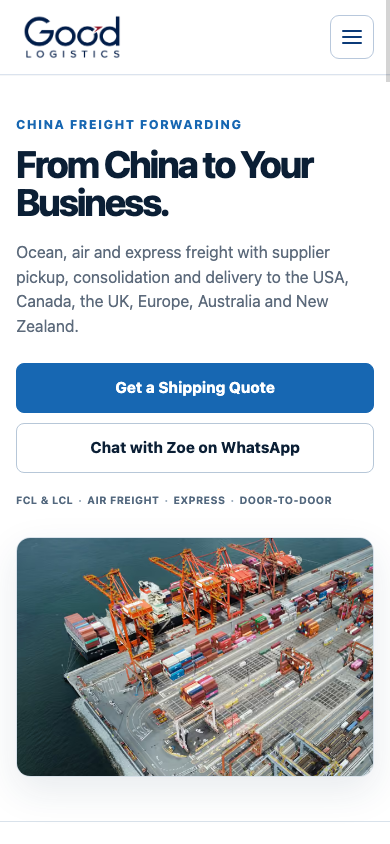 Good
LOGISTICS
CHINA FREIGHT FORWARDING
From China to Your
Business.
Ocean, air and express freight with supplier
pickup, consolidation and delivery to the USA,
Canada, the UK, Europe, Australia and New
Zealand.
Get a Shipping Quote
Chat with Zoe on WhatsApp
FCL & LCL · AIR FREIGHT · EXPRESS · DOOR-TO-DOOR